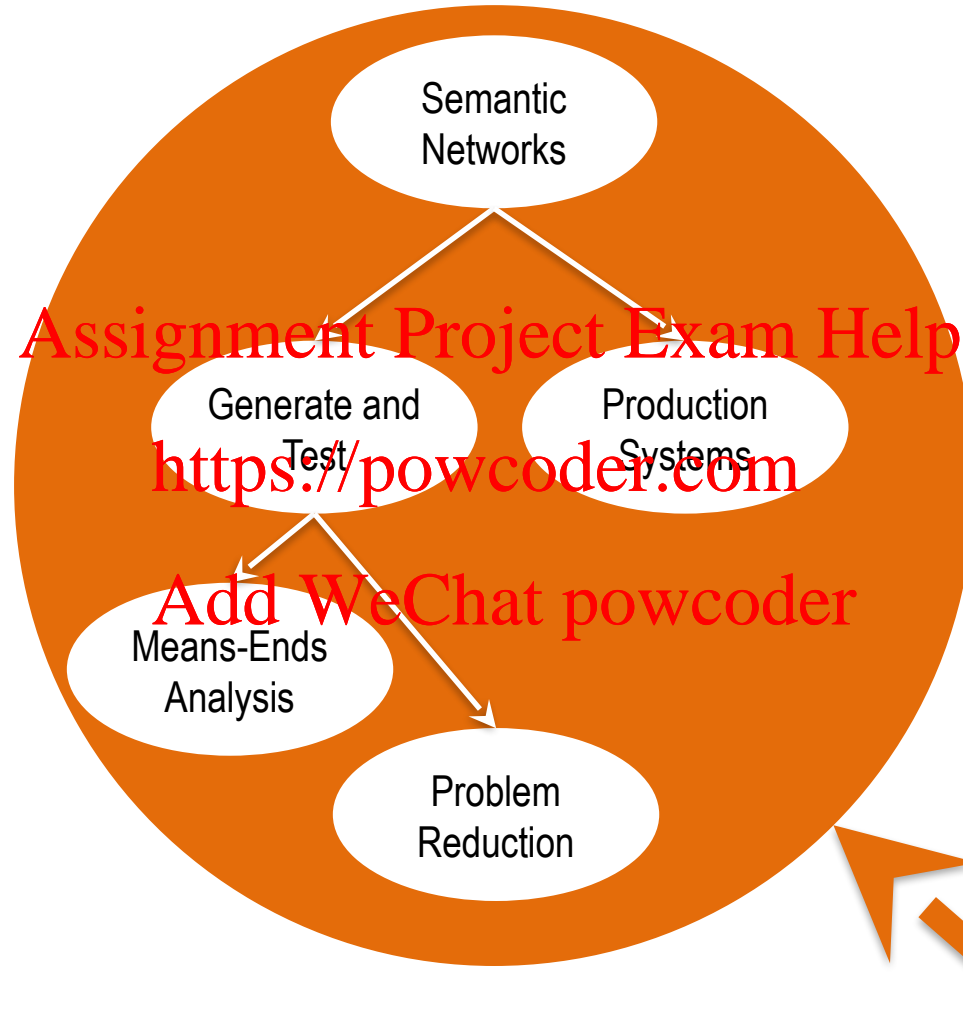 Semantic
Networks
Assignment Project Exam Help
Generate and
Test
Production
Systems
https://powcoder.com
Add WeChat powcoder
Means-Ends
Analysis
Problem
Reduction